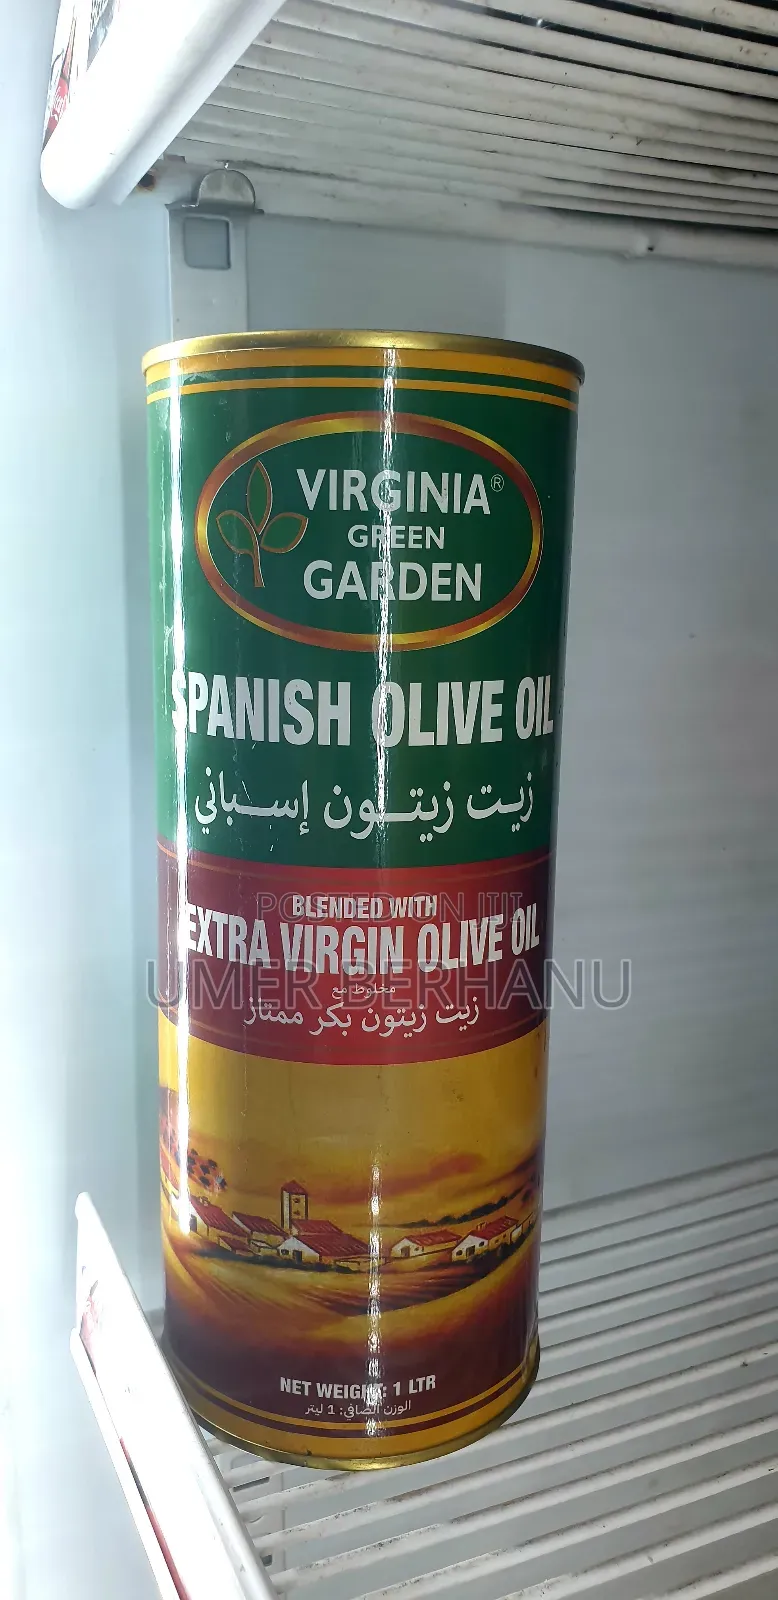 VIRGINIA®
GREEN
GARDEN
SPANISH OLIVE OIL
زيت زيتون إسباني
POSTED ON JIJI
BLENDED WITH
EXTRA VIRGIN OLIVE OIL
UMER BERHANU
مخلوط مع
زيت زيتون بكر ممتاز
NET WEIGHT: 1 LTR
الوزن الصافي: 1 ليتر